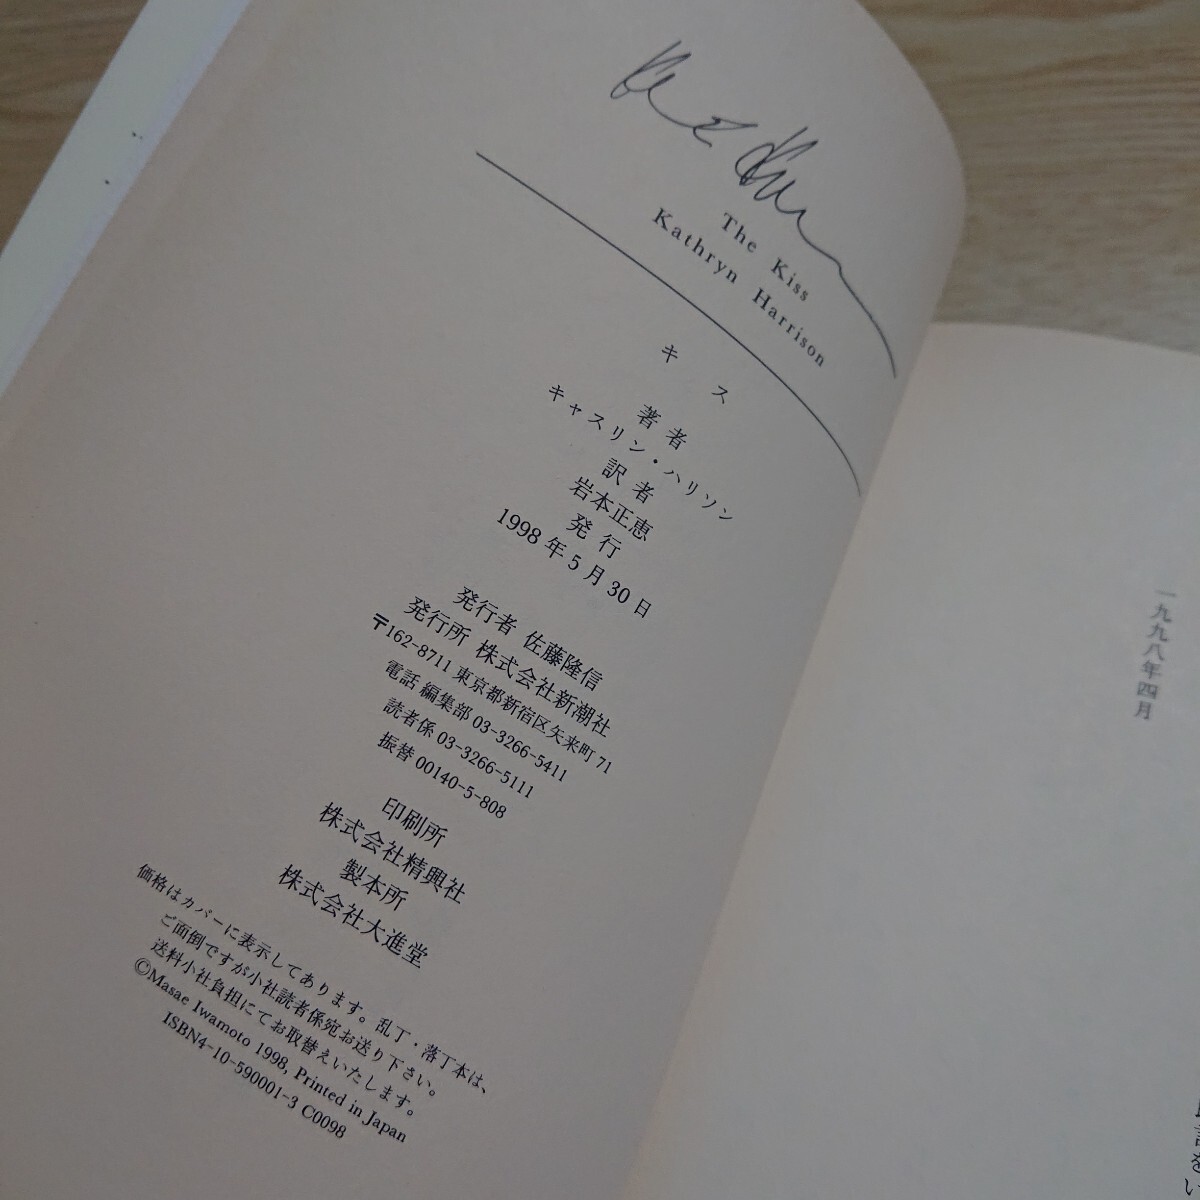 The Kiss
Kathryn Harrison
キス
著者
キャスリン・ハリソン
訳者
岩本正恵
発行
1998年5月30日
発行者 佐藤隆信
発行所 株式会社新潮社
〒162-8711 東京都新宿区矢来町 71
電話 編集部 03-3266-5411
読者係 03-3266-5111
振替 00140-5-808
印刷所
株式会社精興社
製本所
株式会社大進堂
価格はカバーに表示してあります。乱丁・落丁本は、
ご面倒ですが小社読者係宛お送り下さい。
送料小社負担にてお取替えいたします。
©Masae Iwamoto 1998, Printed in Japan
ISBN4-10-590001-3 C0098
一九九八年四月